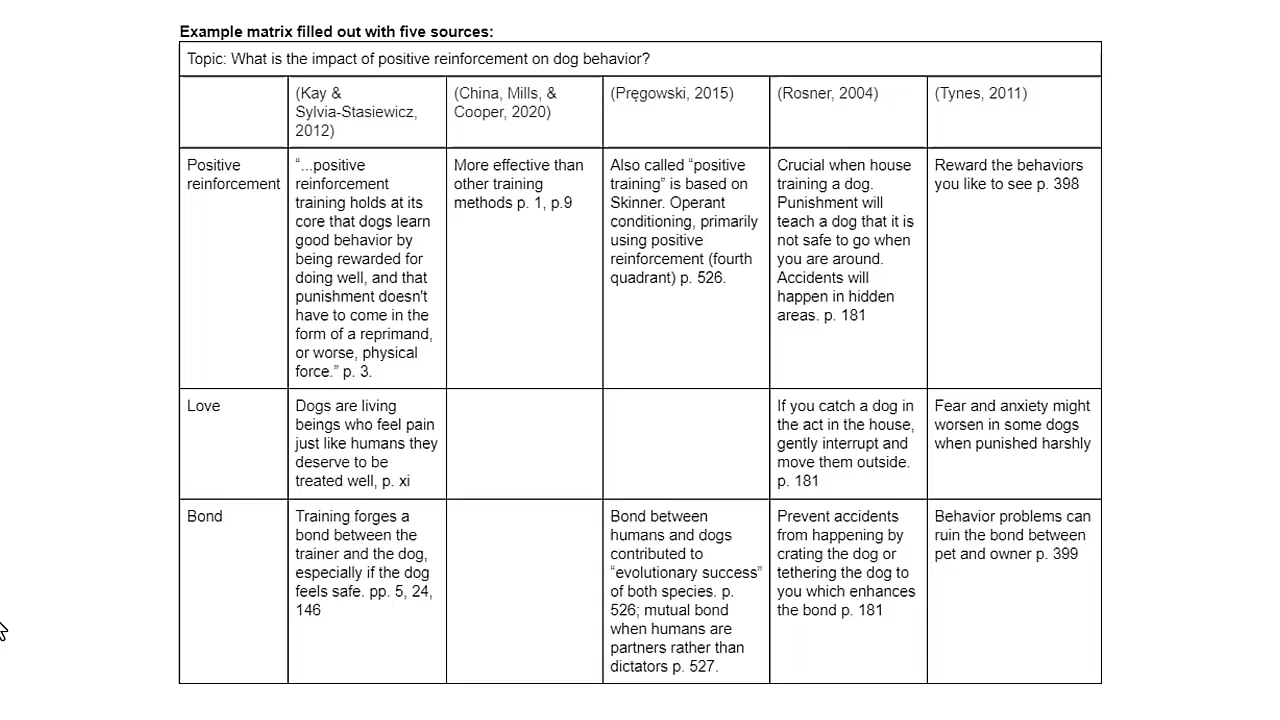 Example matrix filled out with five sources:
Topic: What is the impact of positive reinforcement on dog behavior?
(Kay &
Sylvia-Stasiewicz,
2012)
(China, Mills, &
Cooper, 2020)
(Pręgowski, 2015)
(Rosner, 2004)
(Tynes, 2011)
Positive
reinforcement
“...positive
reinforcement
training holds at its
core that dogs learn
good behavior by
being rewarded for
doing well, and that
punishment doesn't
have to come in the
form of a reprimand,
or worse, physical
force.” p. 3.
More effective than
other training
methods p. 1, p.9
Also called “positive
training” is based on
Skinner. Operant
conditioning, primarily
using positive
reinforcement (fourth
quadrant) p. 526.
Crucial when house
training a dog.
Punishment will
teach a dog that it is
not safe to go when
you are around.
Accidents will
happen in hidden
areas. p. 181
Reward the behaviors
you like to see p. 398
Love
Dogs are living
beings who feel pain
just like humans they
deserve to be
treated well, p. xi
If you catch a dog in
the act in the house,
gently interrupt and
move them outside.
p. 181
Fear and anxiety might
worsen in some dogs
when punished harshly
Bond
Training forges a
bond between the
trainer and the dog,
especially if the dog
feels safe. pp. 5, 24,
146
Bond between
humans and dogs
contributed to
“evolutionary success”
of both species. p.
526; mutual bond
when humans are
partners rather than
dictators p. 527.
Prevent accidents
from happening by
crating the dog or
tethering the dog to
you which enhances
the bond p. 181
Behavior problems can
ruin the bond between
pet and owner p. 399